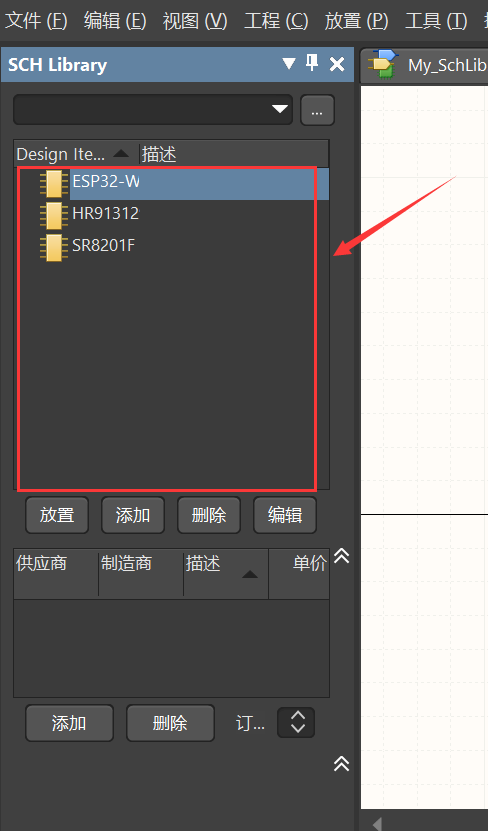 文件 (F) 编辑 (E) 视图 (V) 工程 (C) 放置 (P) 工具 (T)
SCH Library
My_SchLib
...
Design Ite... 描述
ESP32-W
HR91312
SR8201F
放置 添加 删除 编辑
供应商 制造商 描述 单价
添加 删除 订...